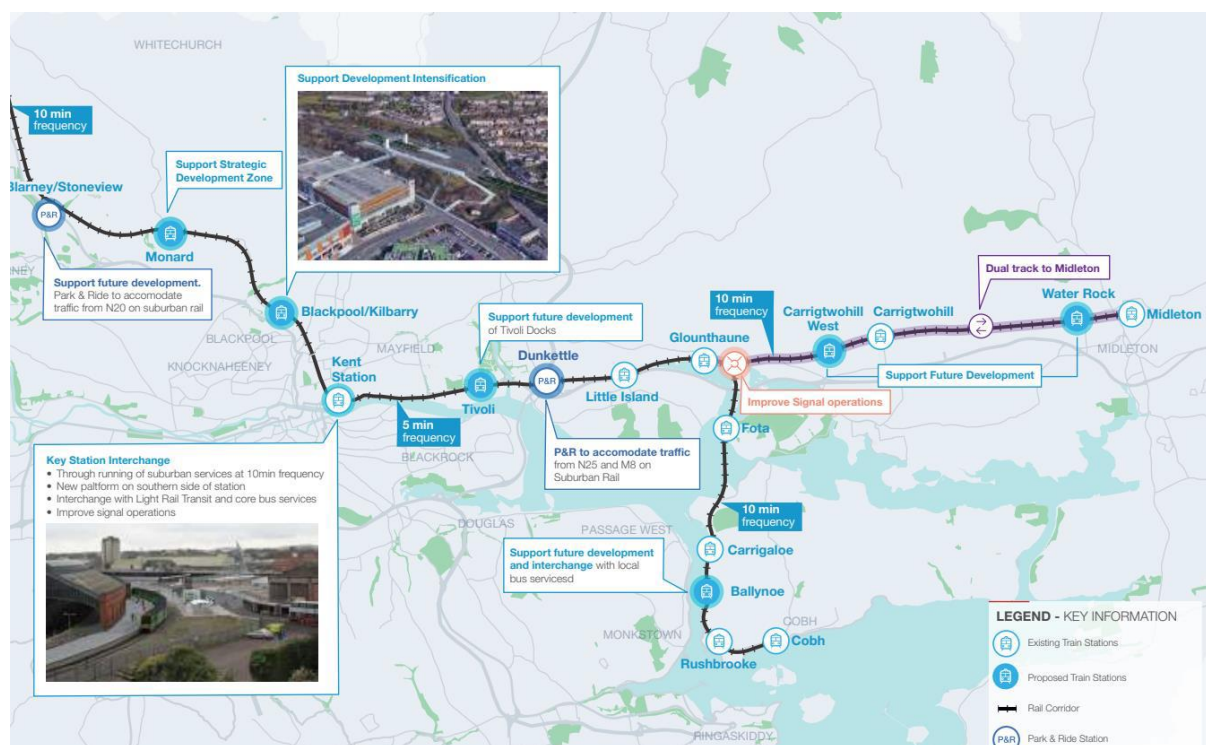 WHITECHURCH
10 min
frequency
Blarney/Stoneview
P&R
Support future development.
Park & Ride to accomodate
traffic from N20 on suburban rail
Support Strategic
Development Zone
Monard
Support Development Intensification
Blackpool/Kilbarry
BLACKPOOL
KNOCKNAHEENEY
MAYFIELD
Kent
Station
5 min
frequency
Support future development
of Tivoli Docks
Tivoli
Dunkettle
P&R
P&R to accomodate traffic
from N25 and M8 on
Suburban Rail
Little Island
Glounthaune
Improve Signal operations
10 min
frequency
Carrigtwohill
West
Carrigtwohill
Dual track to Midleton
Water Rock
Midleton
MIDLETON
Support Future Development
Fota
10 min
frequency
BLACKROCK
DOUGLAS
PASSAGE WEST
Carrigaloe
Support future development
and interchange with local
bus servicesd
Ballynoe
MONKSTOWN
Rushbrooke
COBH
Cobh
RINGASKIDDY
Key Station Interchange
• Through running of suburban services at 10min frequency
• New paltform on southern side of station
• Interchange with Light Rail Transit and core bus services
• Improve signal operations
LEGEND - KEY INFORMATION
Existing Train Stations
Proposed Train Stations
Rail Corridor
P&R Park & Ride Station